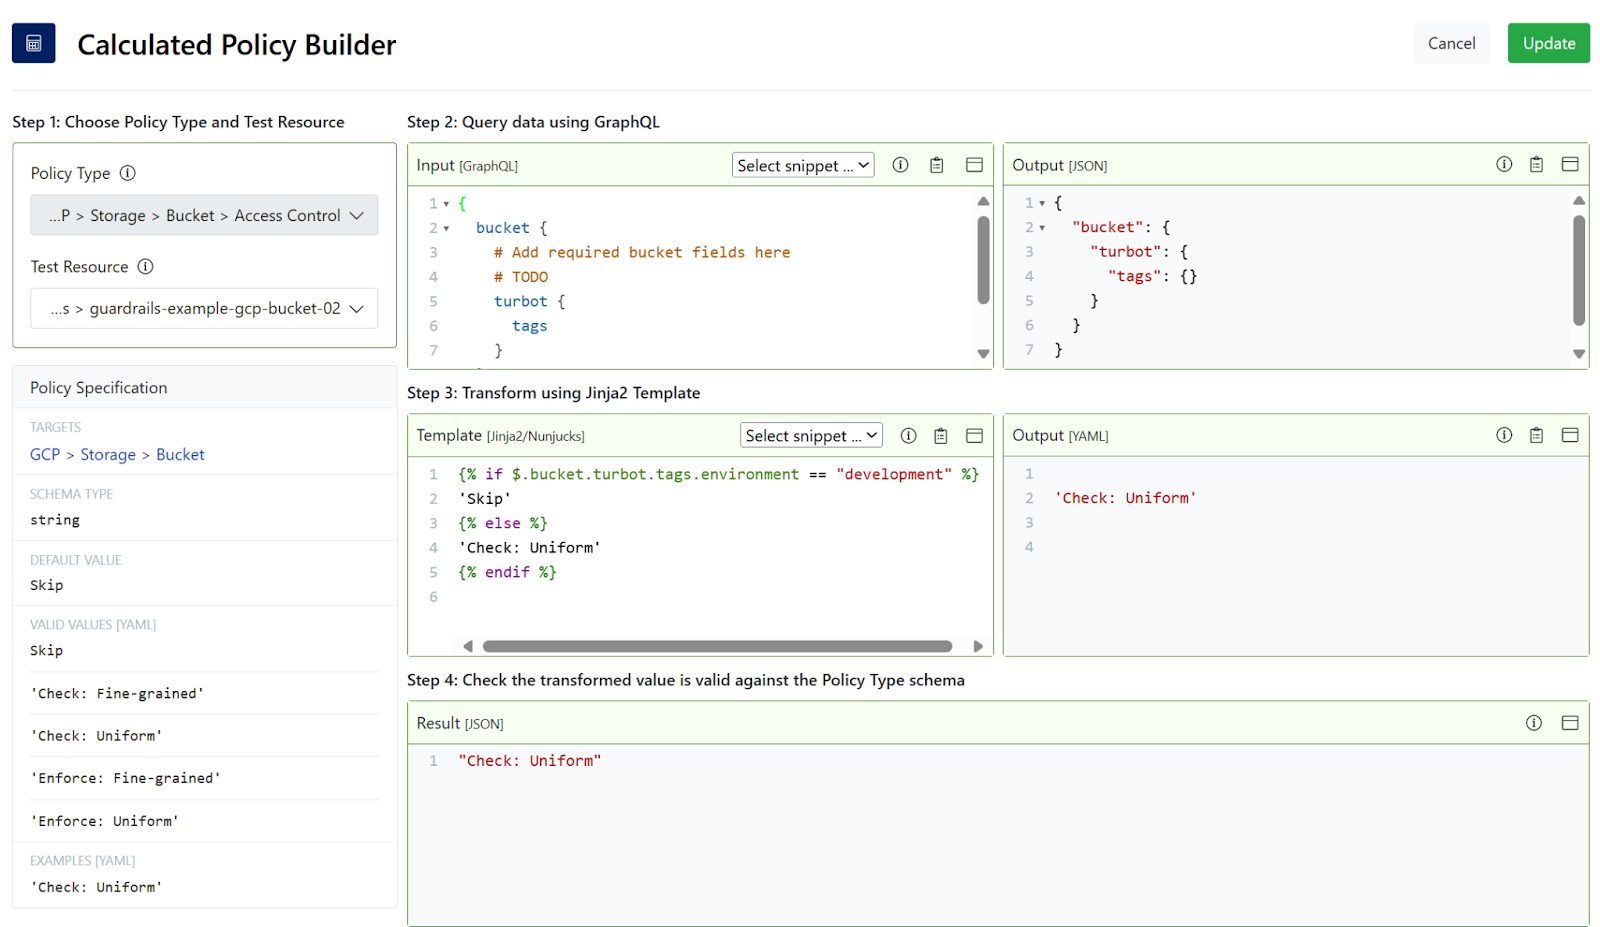 Calculated Policy Builder
Cancel
Update
Step 1: Choose Policy Type and Test Resource
Policy Type
...P > Storage > Bucket > Access Control
Test Resource
...s > guardrails-example-gcp-bucket-02
Policy Specification
TARGETS
GCP > Storage > Bucket
SCHEMA TYPE
string
DEFAULT VALUE
Skip
VALID VALUES [YAML]
Skip
'Check: Fine-grained'
'Check: Uniform'
'Enforce: Fine-grained'
'Enforce: Uniform'
EXAMPLES [YAML]
'Check: Uniform'
Step 2: Query data using GraphQL
Input [GraphQL]
Select snippet ...
1 {
2 bucket {
3 # Add required bucket fields here
4 # TODO
5 turbot {
6 tags
7 }
Output [JSON]
1 {
2 "bucket": {
3 "turbot": {
4 "tags": {}
5 }
6 }
7 }
Step 3: Transform using Jinja2 Template
Template [Jinja2/Nunjucks]
Select snippet ...
1 {% if $.bucket.turbot.tags.environment == "development" %}
2 'Skip'
3 {% else %}
4 'Check: Uniform'
5 {% endif %}
6
Output [YAML]
1
2 'Check: Uniform'
3
4
Step 4: Check the transformed value is valid against the Policy Type schema
Result [JSON]
1 "Check: Uniform"